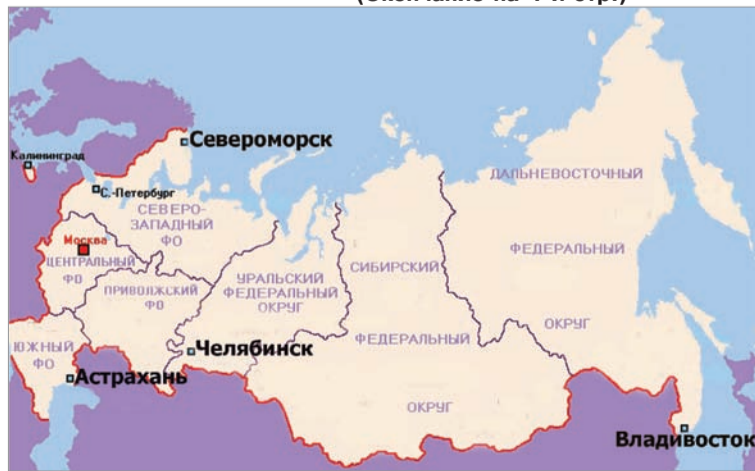 Североморск
Калининград
С.-Петербург
ДАЛЬНЕВОСТОЧНЫЙ
СЕВЕРО-
ЗАПАДНЫЙ
ФО
Москва
ЦЕНТРАЛЬНЫЙ
ФО
ФЕДЕРАЛЬНЫЙ
СИБИРСКИЙ
УРАЛЬСКИЙ
ФЕДЕРАЛЬНЫЙ
ОКРУГ
ПРИВОЛЖСКИЙ
ФО
ОКРУГ
ФЕДЕРАЛЬНЫЙ
Челябинск
ЮЖНЫЙ
ФО
Астрахань
ОКРУГ
Владивосток